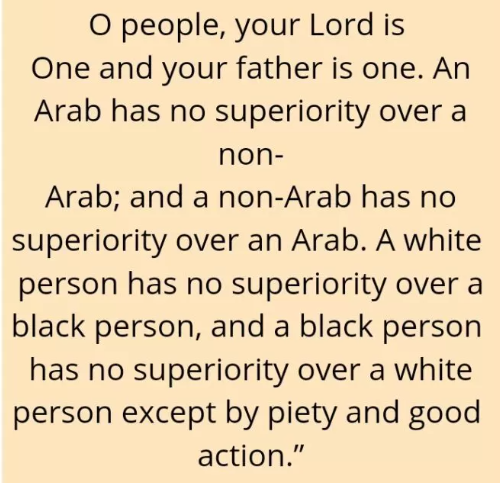 O people, your Lord is
One and your father is one. An
Arab has no superiority over a
non-
Arab; and a non-Arab has no
superiority over an Arab. A white
person has no superiority over a
black person, and a black person
has no superiority over a white
person except by piety and good
action.”